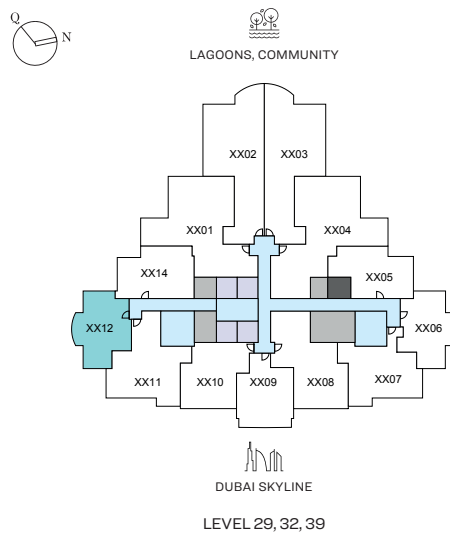 Q
N
LAGOONS, COMMUNITY
XX02
XX03
XX01
XX04
XX14
XX05
XX12
XX06
XX11
XX10
XX09
XX08
XX07
DUBAI SKYLINE
LEVEL 29, 32, 39